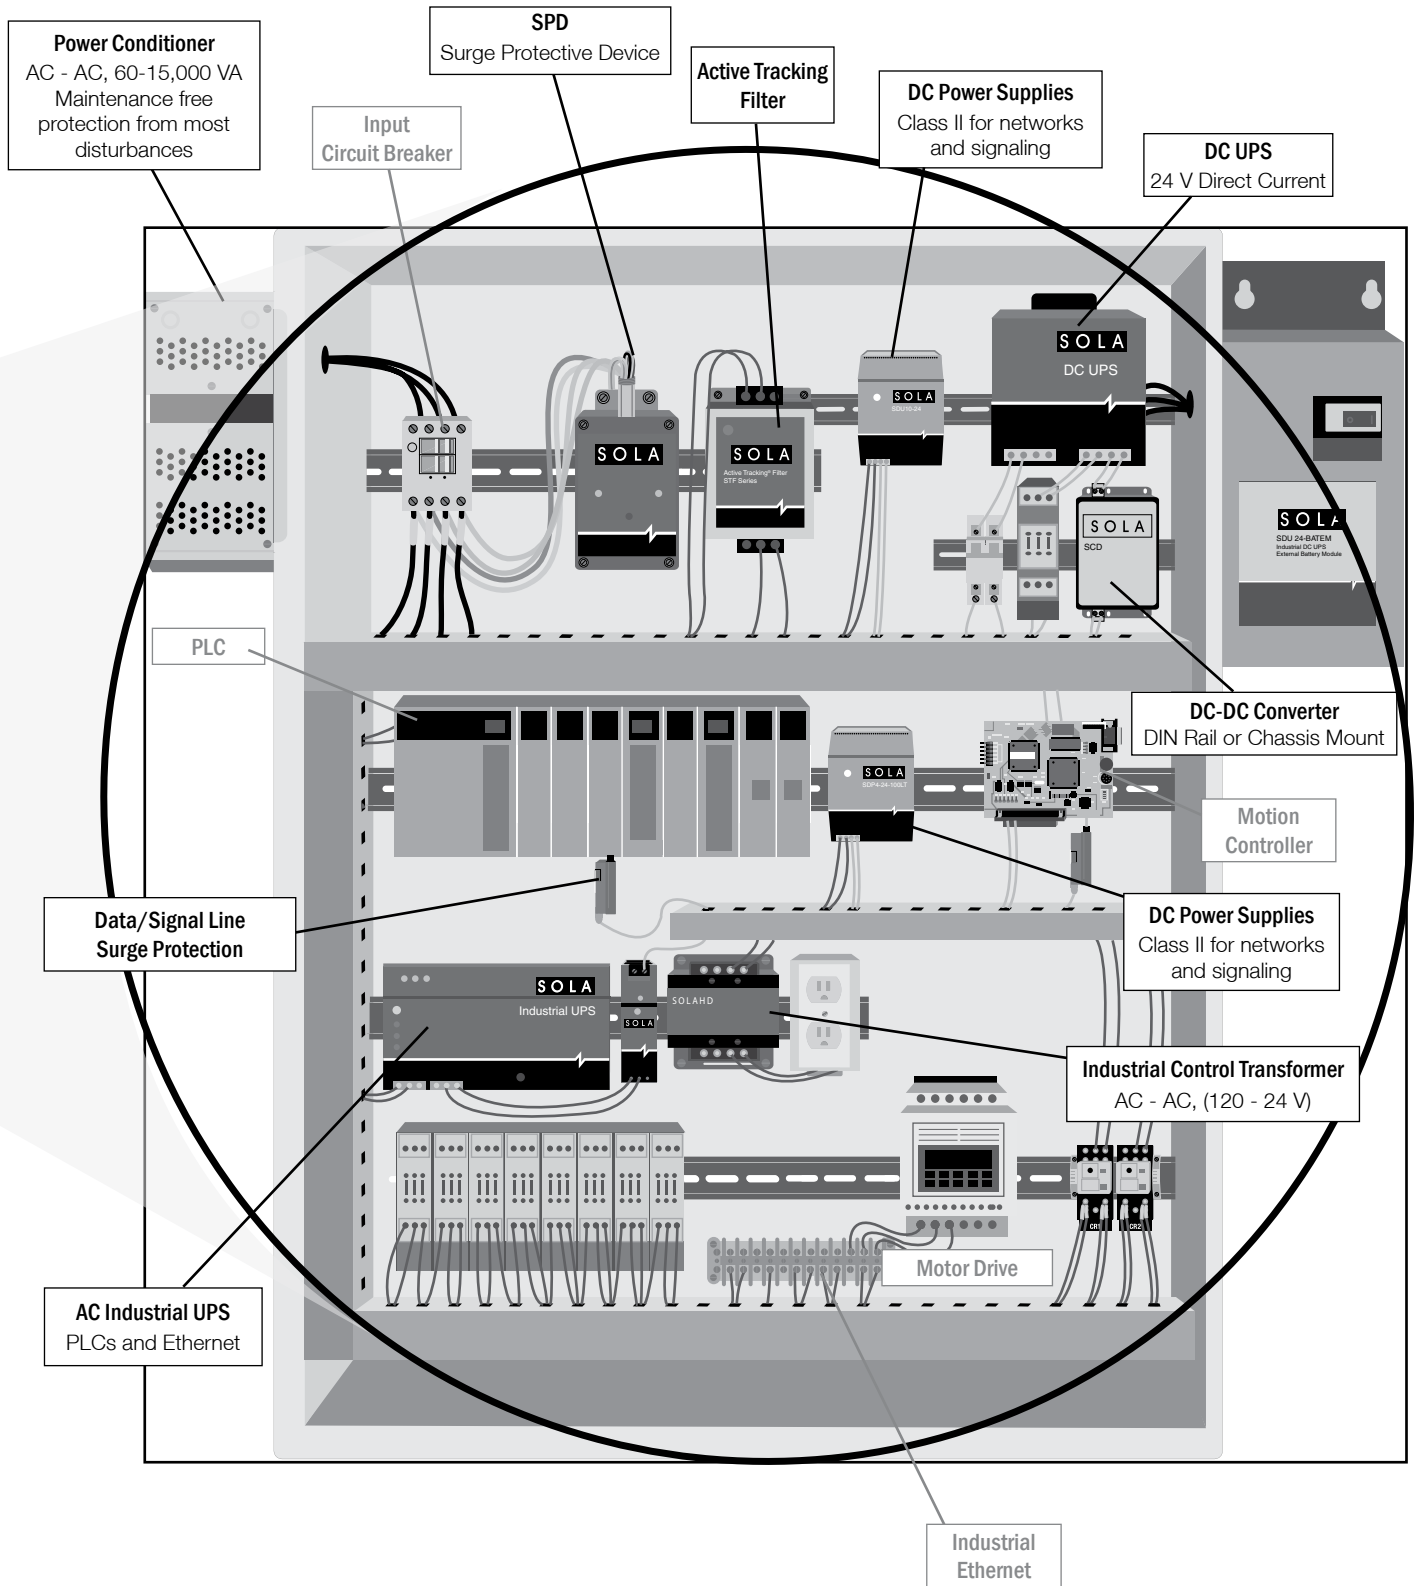 Power Conditioner
AC - AC, 60-15,000 VA
Maintenance free
protection from most
disturbances
SPD
Surge Protective Device
Input
Circuit Breaker
Active Tracking
Filter
DC Power Supplies
Class II for networks
and signaling
DC UPS
24 V Direct Current
SOLA
SOLA
Active Tracking® Filter
STF Series
SOLA
SDU10-24
SOLA
DC UPS
SOLA
SCD
SOLA
SDU 24-BATEM
Industrial DC UPS
External Battery Module
PLC
DC-DC Converter
DIN Rail or Chassis Mount
SOLA
SDP4-24-100LT
Motion
Controller
Data/Signal Line
Surge Protection
DC Power Supplies
Class II for networks
and signaling
SOLA
Industrial UPS
SOLA
SOLAHD
Industrial Control Transformer
AC - AC, (120 - 24 V)
CR1
CR2
Motor Drive
AC Industrial UPS
PLCs and Ethernet
Industrial
Ethernet